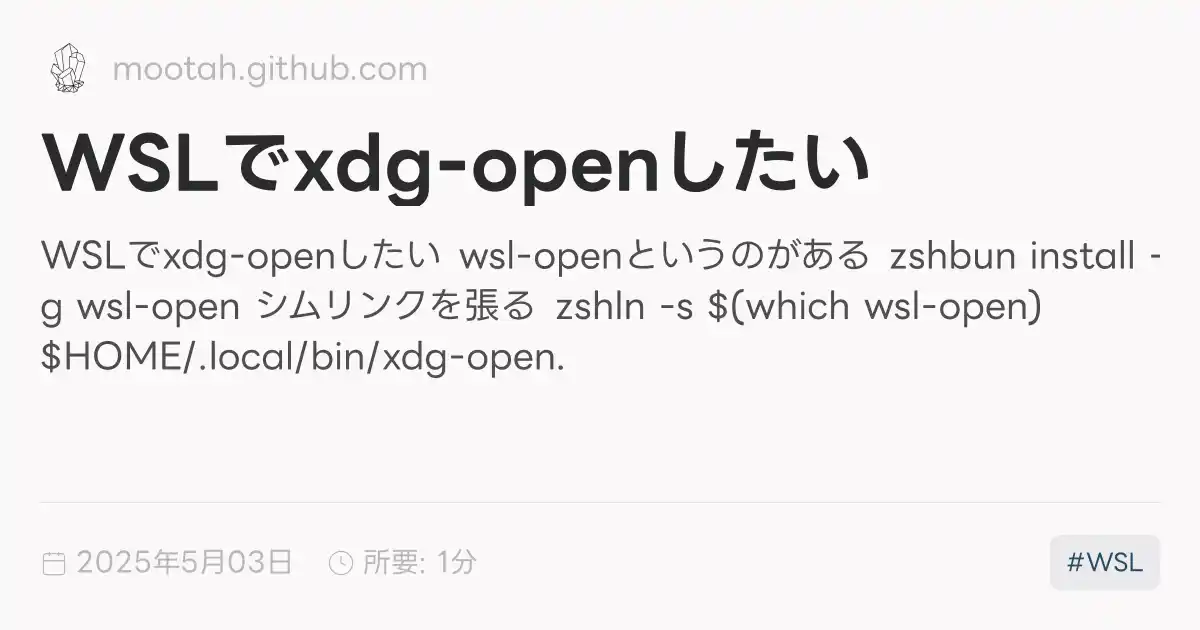 mootah.github.com
WSLでxdg-openしたい
WSLでxdg-openしたい wsl-openというのがある zshbun install -
g wsl-open シムリンクを張る zshln -s $(which wsl-open)
$HOME/.local/bin/xdg-open.
2025年5月03日 所要: 1分
#WSL